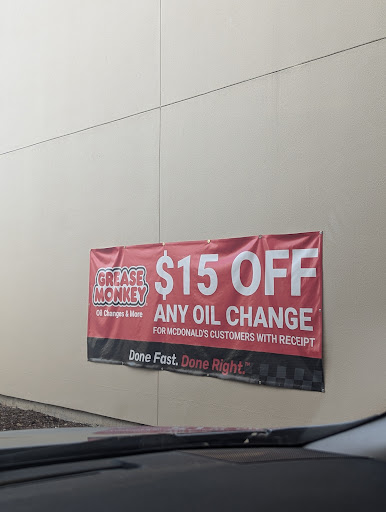 GREASE
MONKEY
Oil Changes & More
$15 OFF
ANY OIL CHANGE
FOR MCDONALD'S CUSTOMERS WITH RECEIPT
Done Fast. Done Right.™